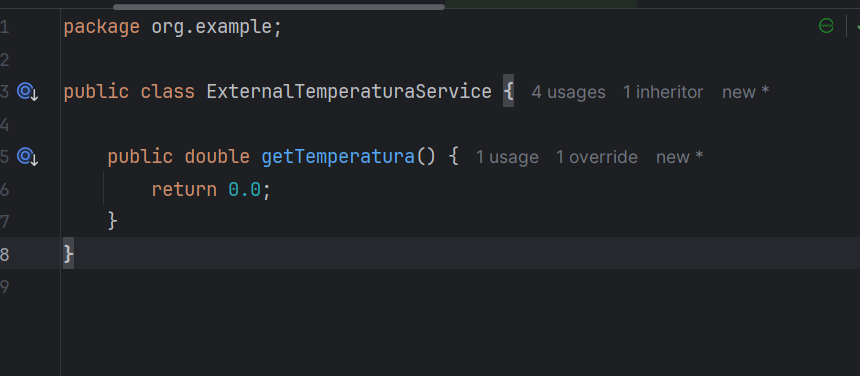 1 package org.example;
2
3 public class ExternalTemperaturaService { 4 usages 1 inheritor new *
4
5 public double getTemperatura() { 1 usage 1 override new *
6 return 0.0;
7 }
8 }
9